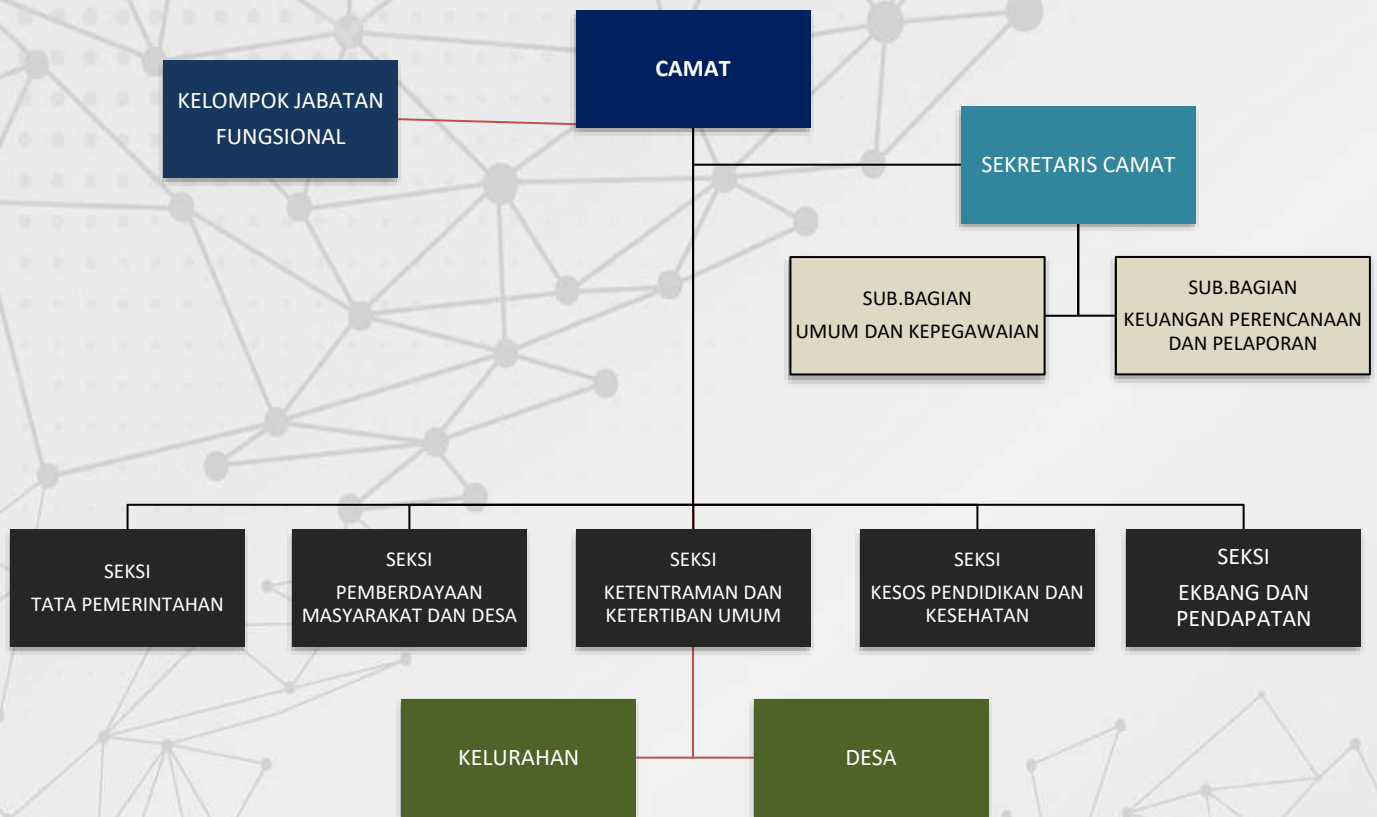 CAMAT
KELOMPOK JABATAN
FUNGSIONAL
SEKRETARIS CAMAT
SUB.BAGIAN
UMUM DAN KEPEGAWAIAN
SUB.BAGIAN
KEUANGAN PERENCANAAN
DAN PELAPORAN
SEKSI
TATA PEMERINTAHAN
SEKSI
PEMBERDAYAAN
MASYARAKAT DAN DESA
SEKSI
KETENTRAMAN DAN
KETERTIBAN UMUM
SEKSI
KESOS PENDIDIKAN DAN
KESEHATAN
SEKSI
EKBANG DAN
PENDAPATAN
KELURAHAN
DESA